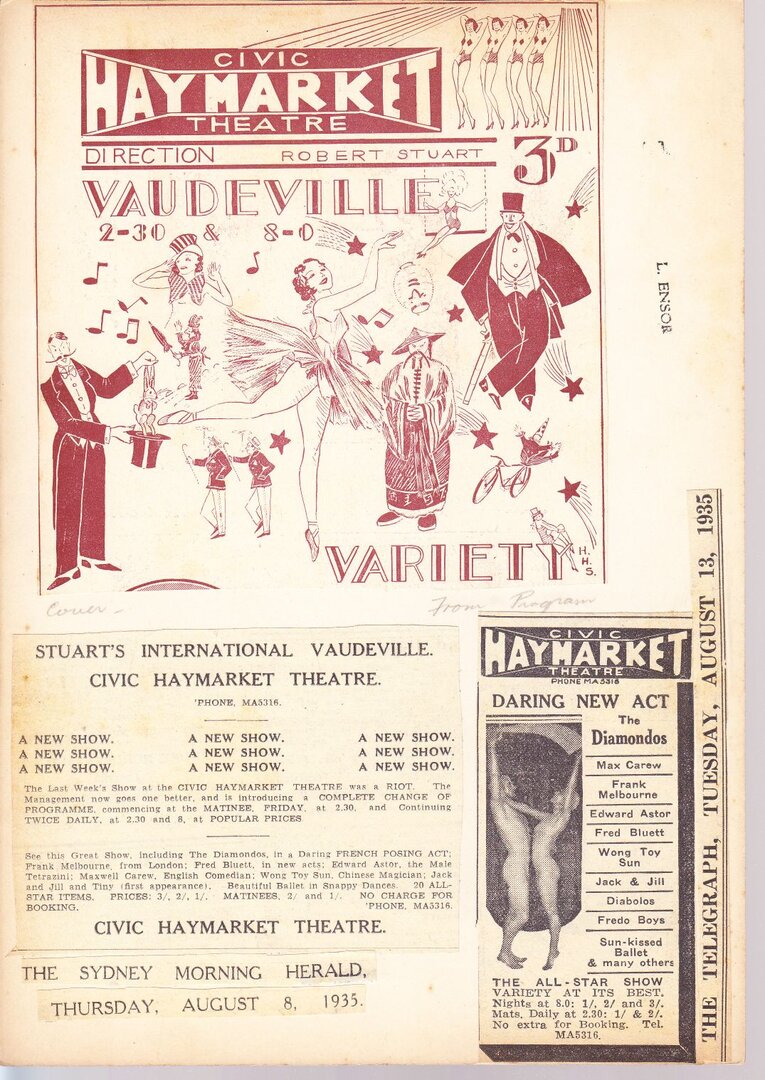 CIVIC
HAYMARKET
THEATRE
DIRECTION ROBERT STUART
3D
VAUDEVILLE
2-30 & 8-0
VARIETY
H.
H.
S.
L. ENSOR
Cover -
From Program
STUART'S INTERNATIONAL VAUDEVILLE.
CIVIC HAYMARKET THEATRE.
'PHONE, MA5316.
A NEW SHOW. A NEW SHOW. A NEW SHOW.
A NEW SHOW. A NEW SHOW. A NEW SHOW.
A NEW SHOW. A NEW SHOW. A NEW SHOW.
The Last Week's Show at the CIVIC HAYMARKET THEATRE was a RIOT. The
Management now goes one better, and is introducing a COMPLETE CHANGE OF
PROGRAMME, commencing at the MATINEE, FRIDAY, at 2.30, and Continuing
TWICE DAILY, at 2.30 and 8, at POPULAR PRICES
See this Great Show, including The Diamondos, in a Daring FRENCH POSING ACT;
Frank Melbourne, from London; Fred Bluett, in new acts; Edward Astor, the Male
Tetrazini; Maxwell Carew, English Comedian; Wong Toy Sun, Chinese Magician; Jack
and Jill and Tiny (first appearance). Beautiful Ballet in Snappy Dances. 20 ALL-
STAR ITEMS. PRICES: 3/, 2/, 1/. MATINEES, 2/ and 1/. NO CHARGE FOR
BOOKING. 'PHONE, MA5316.
CIVIC HAYMARKET THEATRE.
THE SYDNEY MORNING HERALD,
THURSDAY, AUGUST 8, 1935.
CIVIC
HAYMARKET
THEATRE
PHONE MA5316
DARING NEW ACT
The
Diamondos
Max Carew
Frank
Melbourne
Edward Astor
Fred Bluett
Wong Toy
Sun
Jack & Jill
Diabolos
Fredo Boys
Sun-kissed
Ballet
& many others
THE ALL-STAR SHOW
VARIETY AT ITS BEST.
Nights at 8.0: 1/, 2/ and 3/.
Mats. Daily at 2.30: 1/ & 2/.
No extra for Booking. Tel.
MA5316.
THE TELEGRAPH, TUESDAY, AUGUST 13, 1935